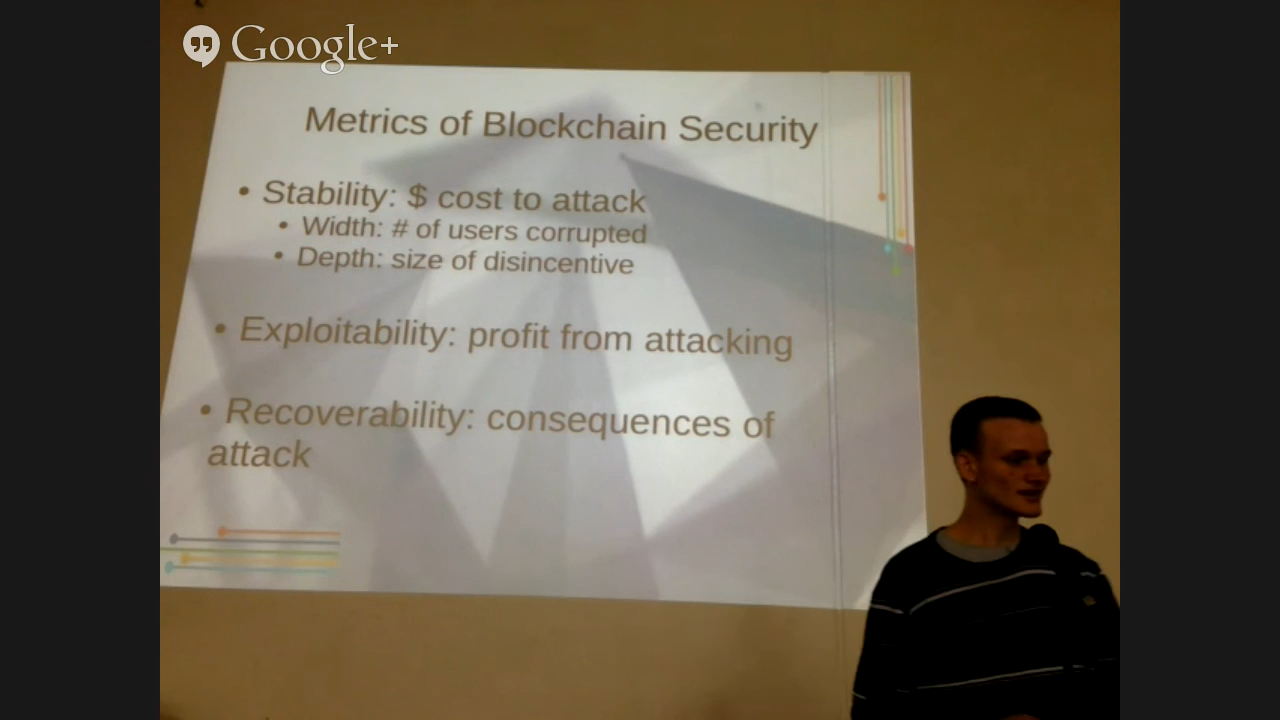 Google+
Metrics of Blockchain Security
• Stability: $ cost to attack
• Width: # of users corrupted
• Depth: size of disincentive
• Exploitability: profit from attacking
• Recoverability: consequences of
attack